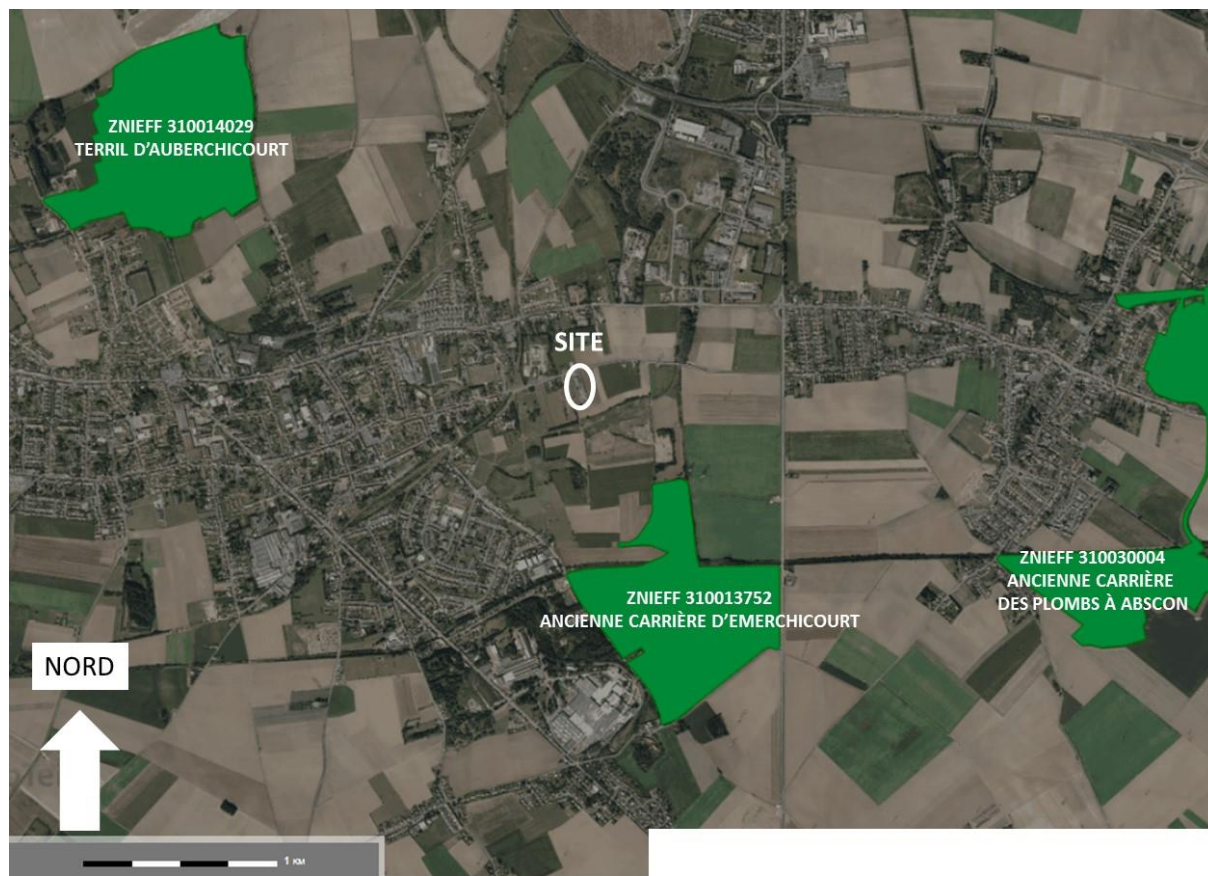 ZNIEFF 310014029
TERRIL D'AUBERCHICOURT
SITE
ZNIEFF 310030004
ANCIENNE CARRIÈRE
DES PLOMBS À ABSCON
ZNIEFF 310013752
ANCIENNE CARRIÈRE D'EMERCHICOURT
NORD
1 KM